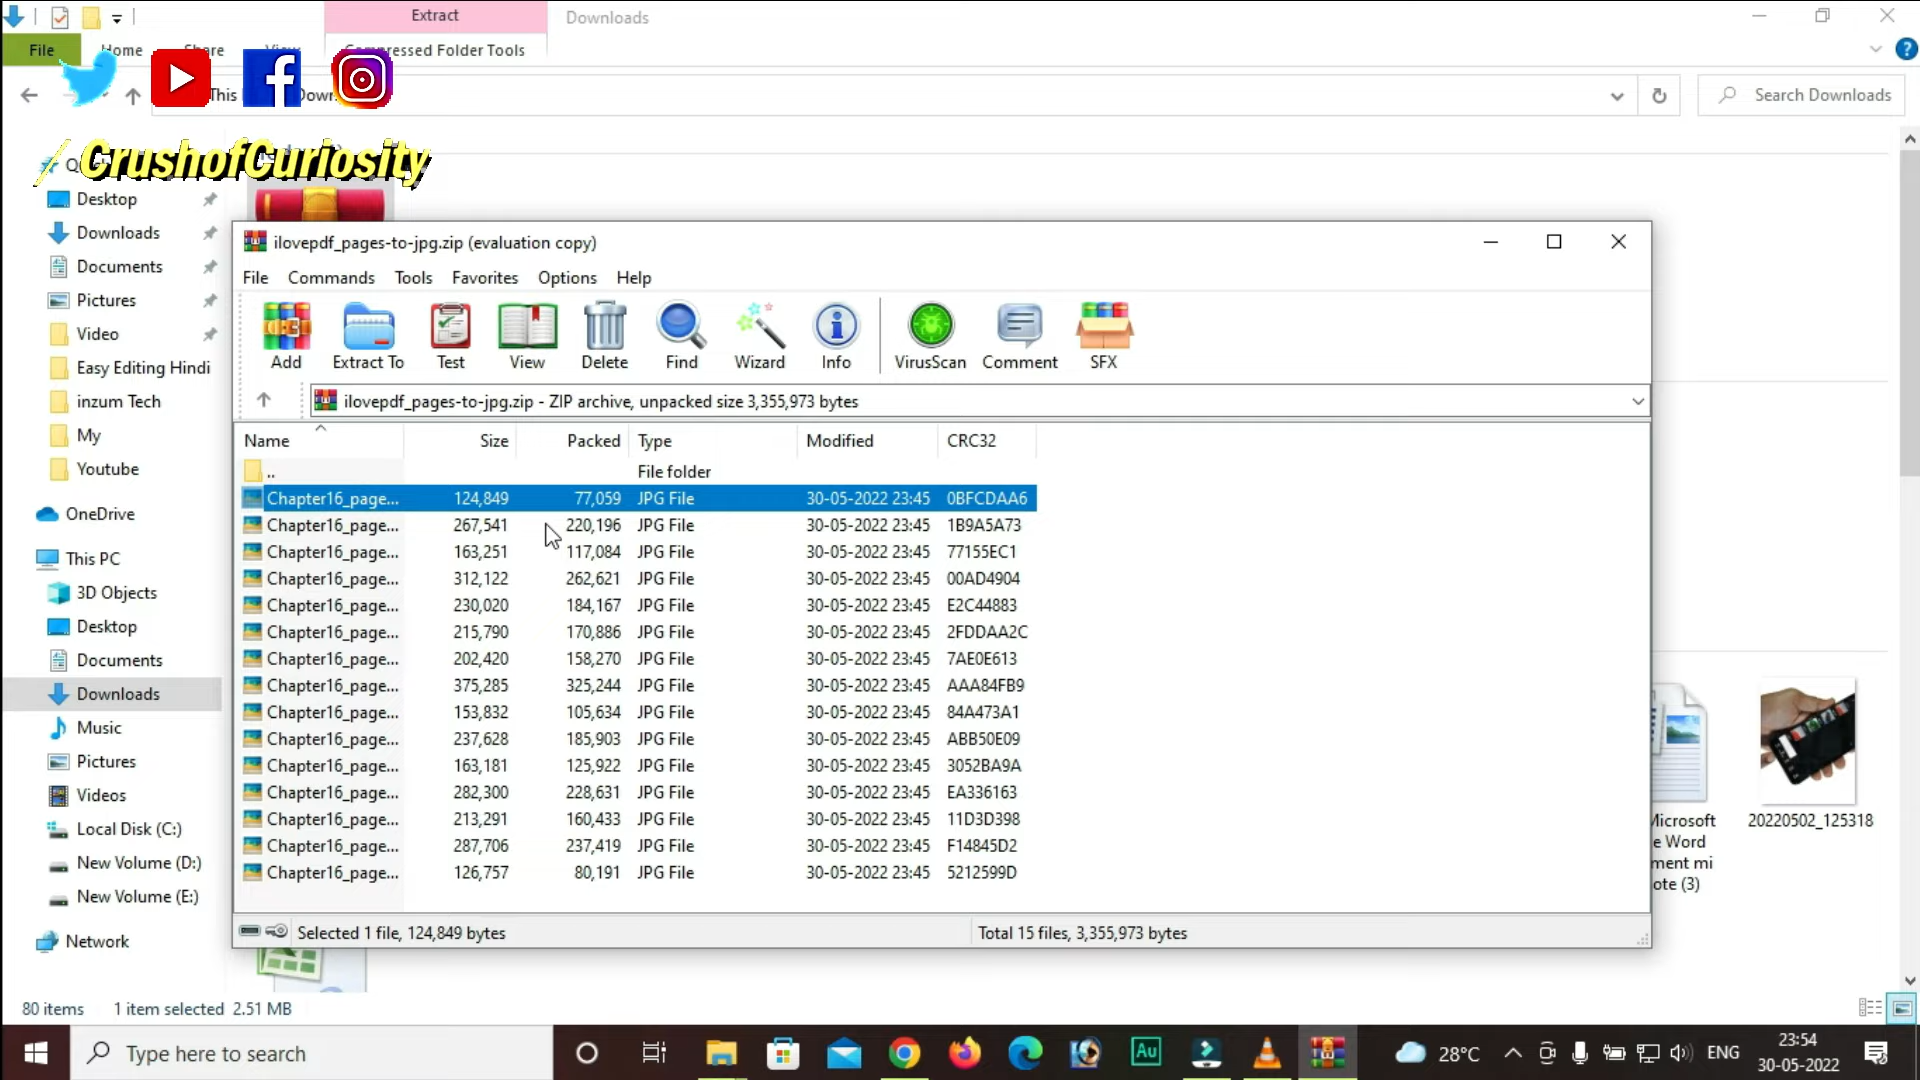 Extract
Downloads
File
Home
Share
View
Compressed Folder Tools
This
Search Downloads
/CrushofCuriosity
Desktop
Downloads
Documents
Pictures
Video
Easy Editing Hindi
inzum Tech
My
Youtube
OneDrive
This PC
3D Objects
Desktop
Documents
Downloads
Music
Pictures
Videos
Local Disk (C:)
New Volume (D:)
New Volume (E:)
Network
ilovepdf_pages-to-jpg.zip (evaluation copy)
File Commands Tools Favorites Options Help
Add Extract To Test View Delete Find Wizard Info VirusScan Comment SFX
ilovepdf_pages-to-jpg.zip - ZIP archive, unpacked size 3,355,973 bytes
Name Size Packed Type Modified CRC32
.. File folder
Chapter16_page... 124,849 77,059 JPG File 30-05-2022 23:45 0BFCDAA6
Chapter16_page... 267,541 220,196 JPG File 30-05-2022 23:45 1B9A5A73
Chapter16_page... 163,251 117,084 JPG File 30-05-2022 23:45 77155EC1
Chapter16_page... 312,122 262,621 JPG File 30-05-2022 23:45 00AD4904
Chapter16_page... 230,020 184,167 JPG File 30-05-2022 23:45 E2C44883
Chapter16_page... 215,790 170,886 JPG File 30-05-2022 23:45 2FDDAA2C
Chapter16_page... 202,420 158,270 JPG File 30-05-2022 23:45 7AE0E613
Chapter16_page... 375,285 325,244 JPG File 30-05-2022 23:45 AAA84FB9
Chapter16_page... 153,832 105,634 JPG File 30-05-2022 23:45 84A473A1
Chapter16_page... 237,628 185,903 JPG File 30-05-2022 23:45 ABB50E09
Chapter16_page... 163,181 125,922 JPG File 30-05-2022 23:45 3052BA9A
Chapter16_page... 282,300 228,631 JPG File 30-05-2022 23:45 EA336163
Chapter16_page... 213,291 160,433 JPG File 30-05-2022 23:45 11D3D398
Chapter16_page... 287,706 237,419 JPG File 30-05-2022 23:45 F14845D2
Chapter16_page... 126,757 80,191 JPG File 30-05-2022 23:45 5212599D
Selected 1 file, 124,849 bytes
Total 15 files, 3,355,973 bytes
Microsoft
e Word
ment mi
ote (3)
20220502_125318
80 items 1 item selected 2.51 MB
Type here to search
Au
28°C
ENG
23:54
30-05-2022